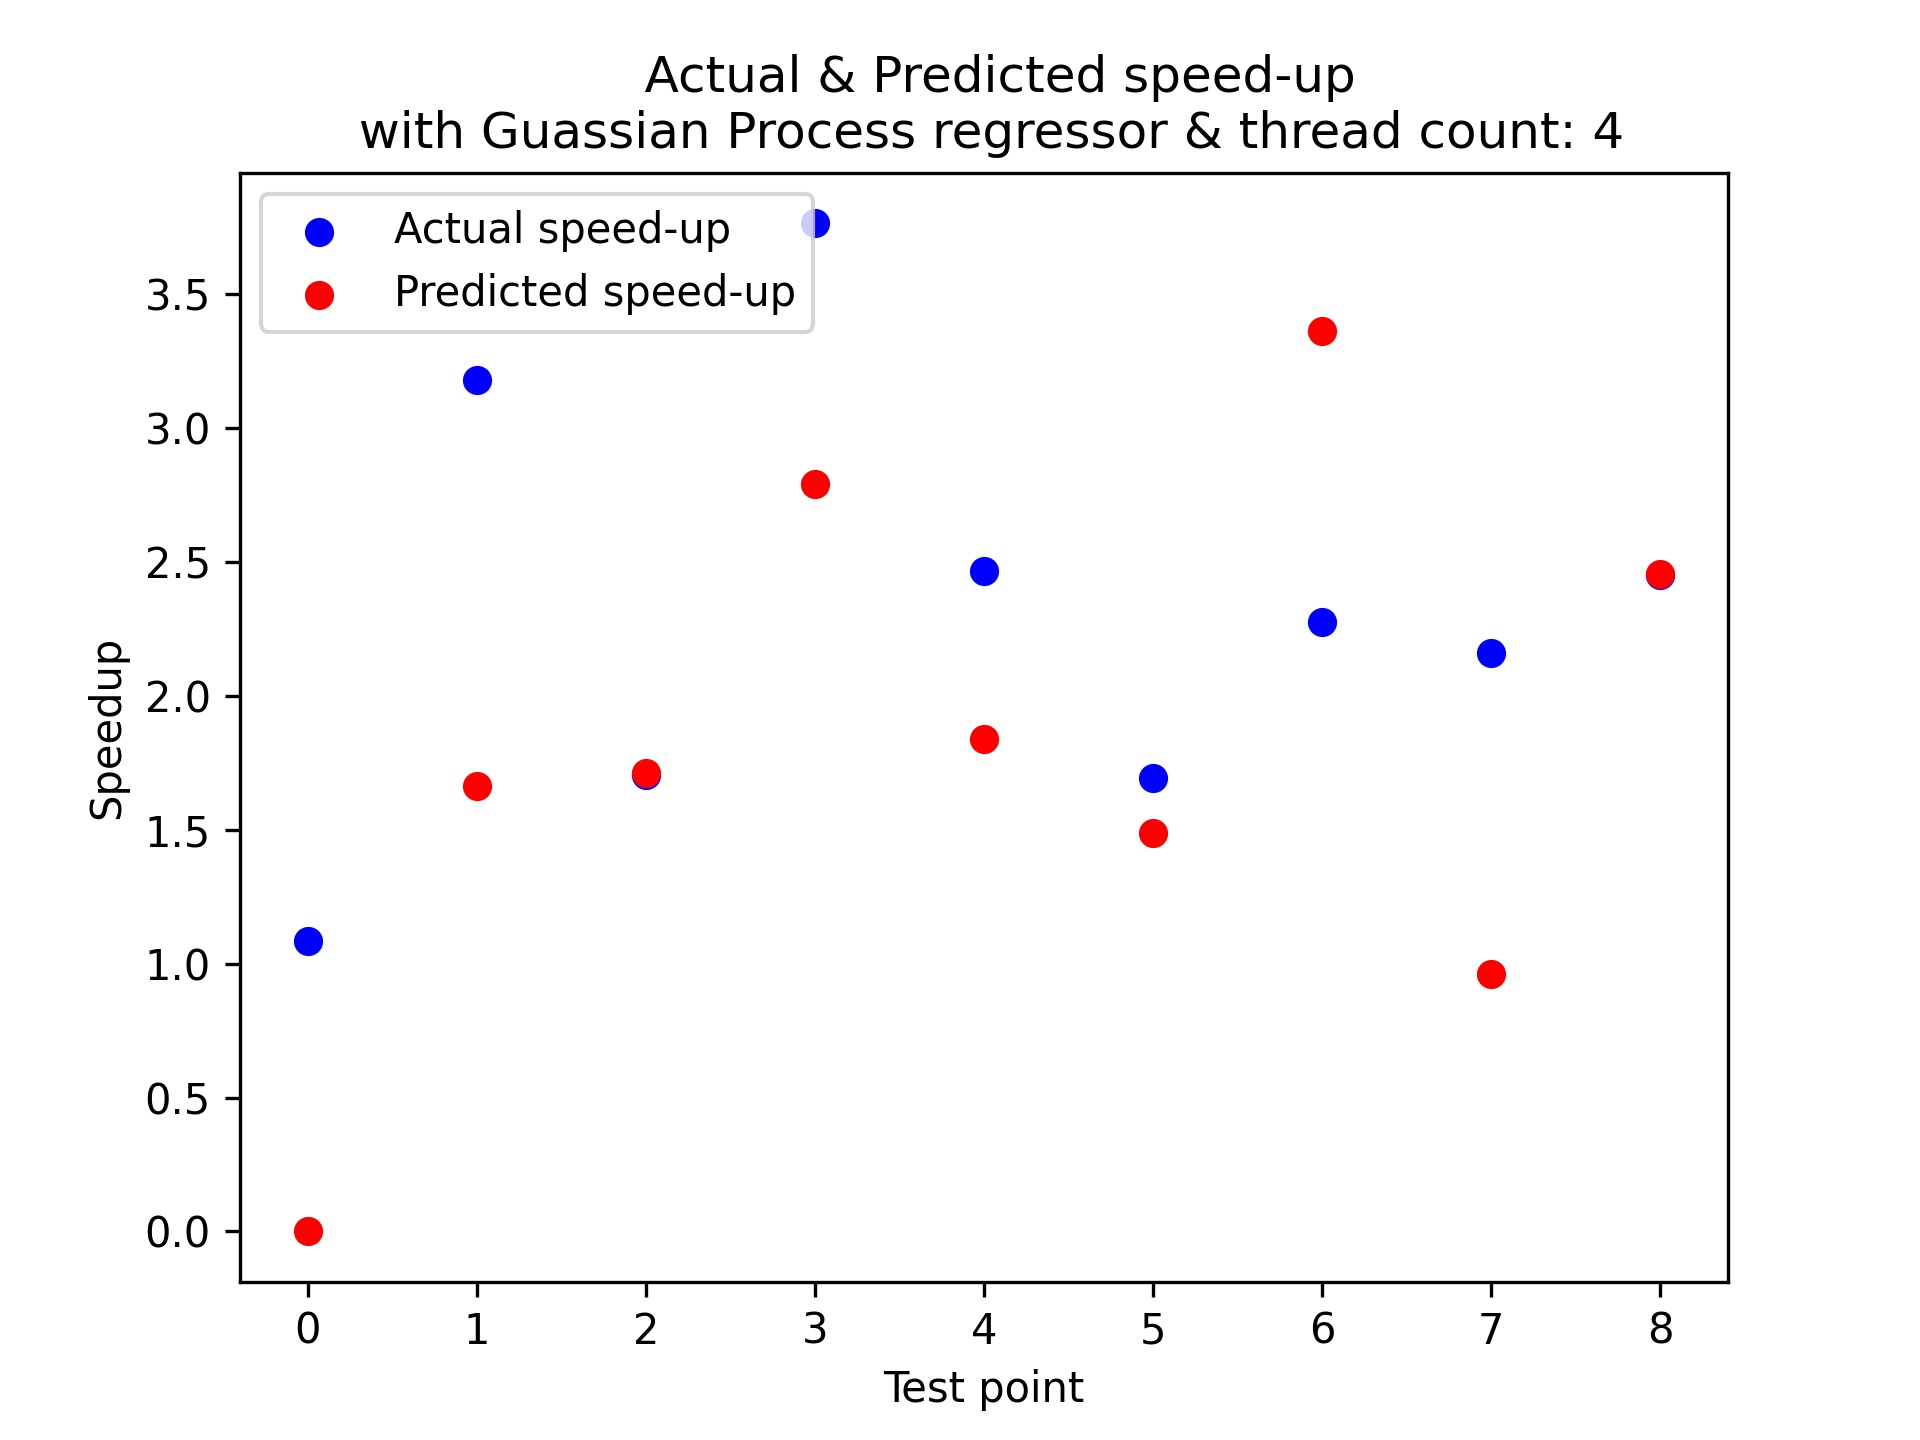 Actual & Predicted speed-up
with Guassian Process regressor & thread count: 4
Actual speed-up
Predicted speed-up
3.5
3.0
2.5
2.0
1.5
1.0
0.5
0.0
Speedup
0 1 2 3 4 5 6 7 8
Test point